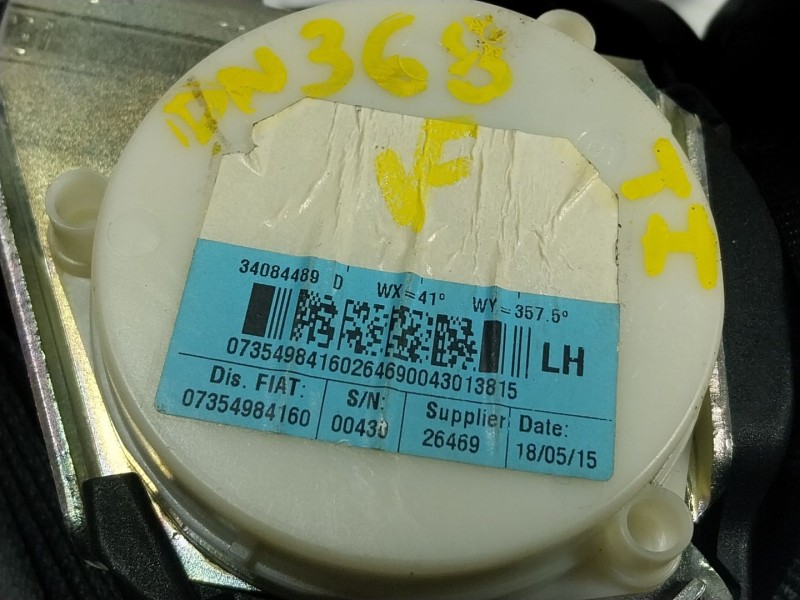 DN368
VF
TI
34084489 D WX=41° WY=357.5°
LH
07354984160264690043013815
Dis. FIAT: S/N: Supplier Date:
07354984160 00430 26469 18/05/15